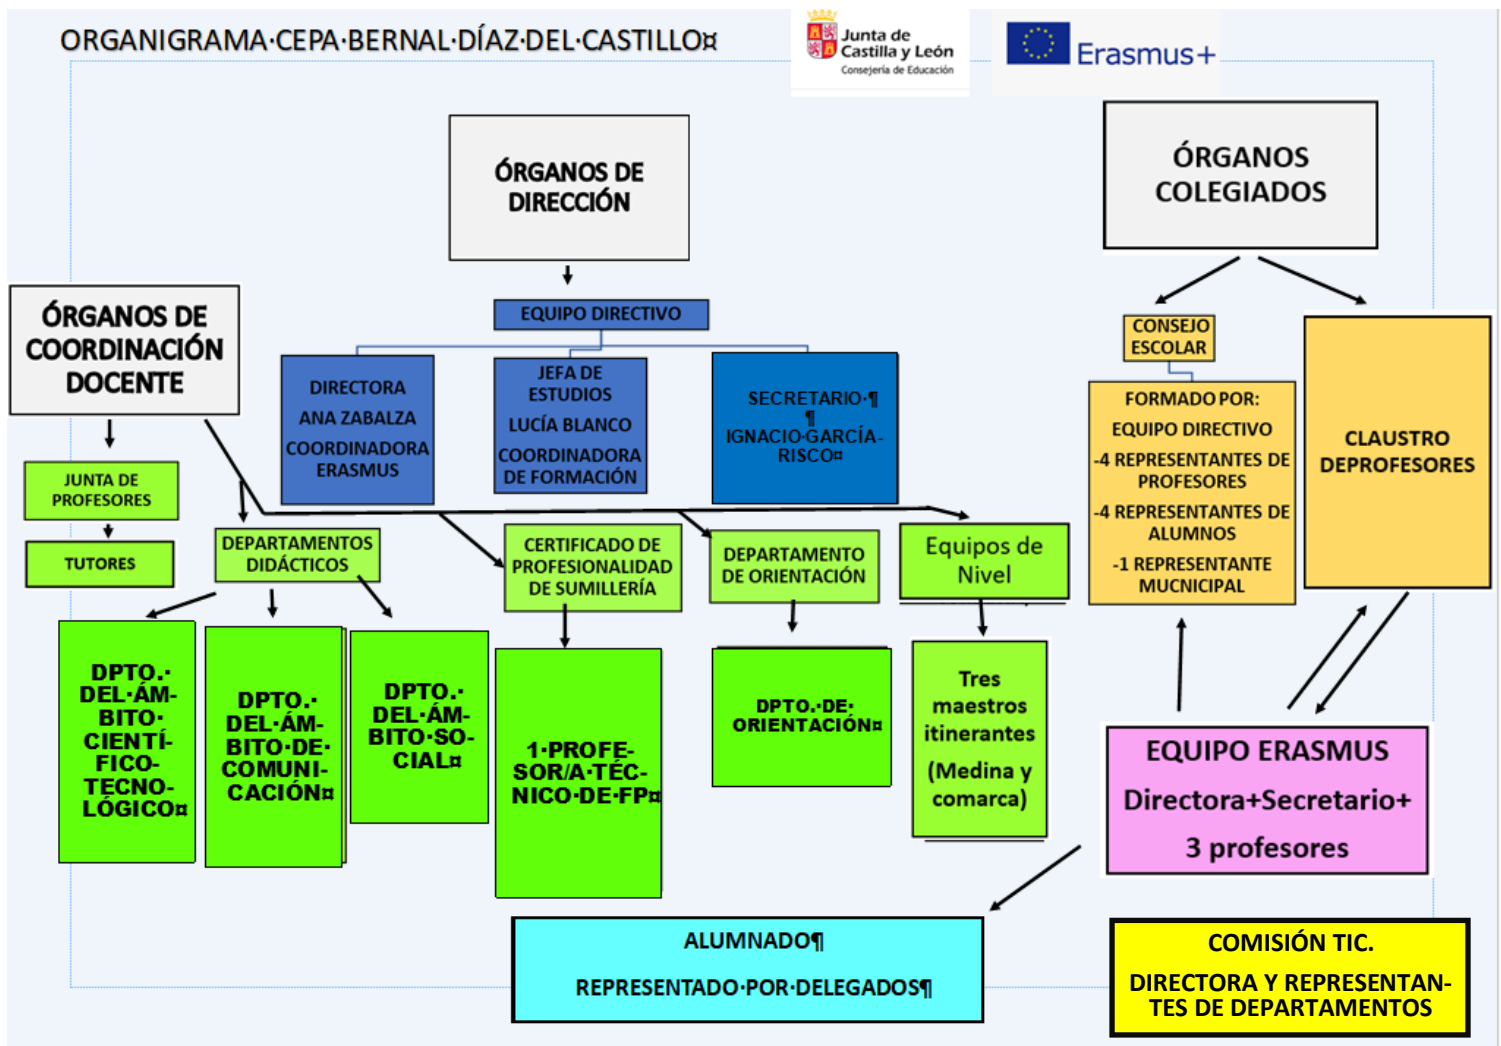 ORGANIGRAMA·CEPA·BERNAL·DÍAZ·DEL·CASTILLO¤
Junta de
Castilla y León
Consejería de Educación
Erasmus+
ÓRGANOS DE
DIRECCIÓN
ÓRGANOS
COLEGIADOS
ÓRGANOS DE
COORDINACIÓN
DOCENTE
EQUIPO DIRECTIVO
DIRECTORA
ANA ZABALZA
COORDINADORA
ERASMUS
JEFA DE
ESTUDIOS
LUCÍA BLANCO
COORDINADORA
DE FORMACIÓN
SECRETARIO·¶
¶
IGNACIO·GARCÍA-
RISCO¤
CONSEJO
ESCOLAR
FORMADO POR:
EQUIPO DIRECTIVO
-4 REPRESENTANTES DE
PROFESORES
-4 REPRESENTANTES DE
ALUMNOS
-1 REPRESENTANTE
MUCNICIPAL
CLAUSTRO
DEPROFESORES
JUNTA DE
PROFESORES
TUTORES
DEPARTAMENTOS
DIDÁCTICOS
CERTIFICADO DE
PROFESIONALIDAD
DE SUMILLERÍA
DEPARTAMENTO
DE ORIENTACIÓN
Equipos de
Nivel
DPTO.·
DEL·ÁM-
BITO·
CIENTÍ-
FICO-
TECNO-
LÓGICO¤
DPTO.·
DEL·ÁM-
BITO·DE·
COMUNI-
CACIÓN¤
DPTO.·
DEL·ÁM-
BITO·SO-
CIAL¤
1·PROFE-
SOR/A·TÉC-
NICO·DE·FP¤
DPTO.·DE·
ORIENTACIÓN¤
Tres
maestros
itinerantes
(Medina y
comarca)
EQUIPO ERASMUS
Directora+Secretario+
3 profesores
ALUMNADO¶
REPRESENTADO·POR·DELEGADOS¶
COMISIÓN TIC.
DIRECTORA Y REPRESENTAN-
TES DE DEPARTAMENTOS